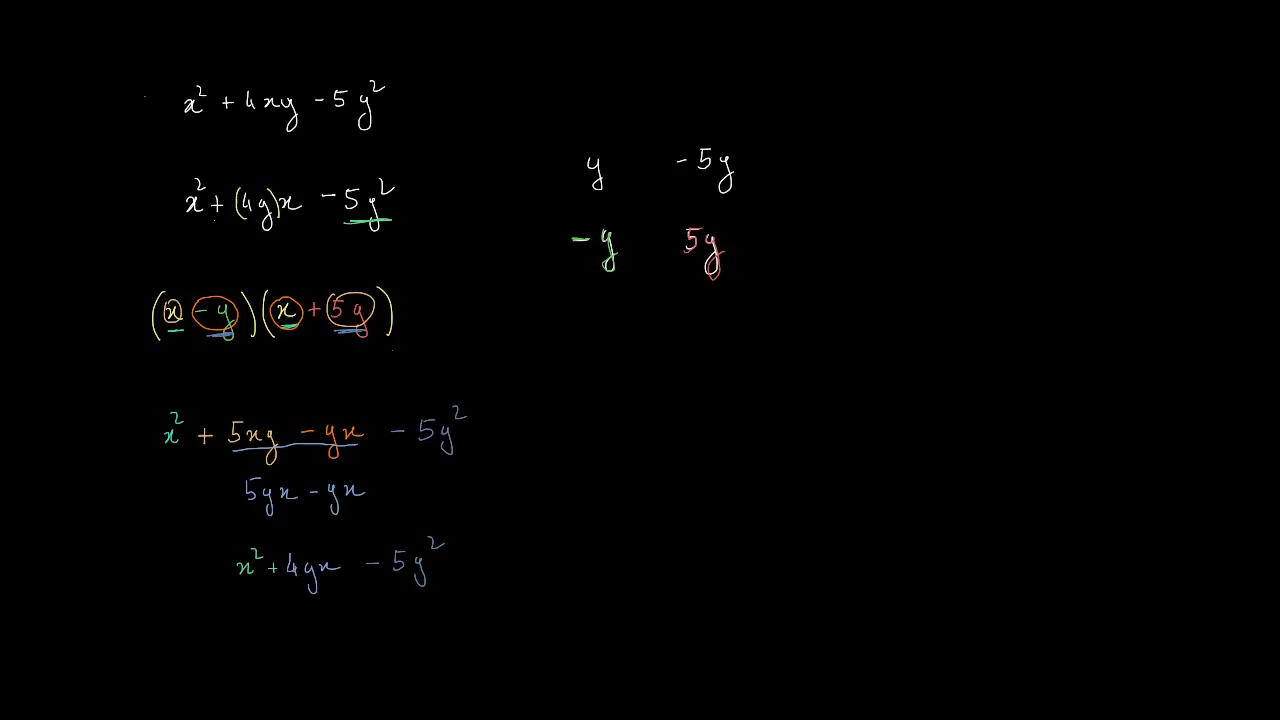 x² + 4xy - 5y²
x² + (4y)x - 5y²
y -5y
-y 5y
(x - y)(x + 5y)
x² + 5xy - yx - 5y²
5yx - yx
x² + 4yx - 5y²